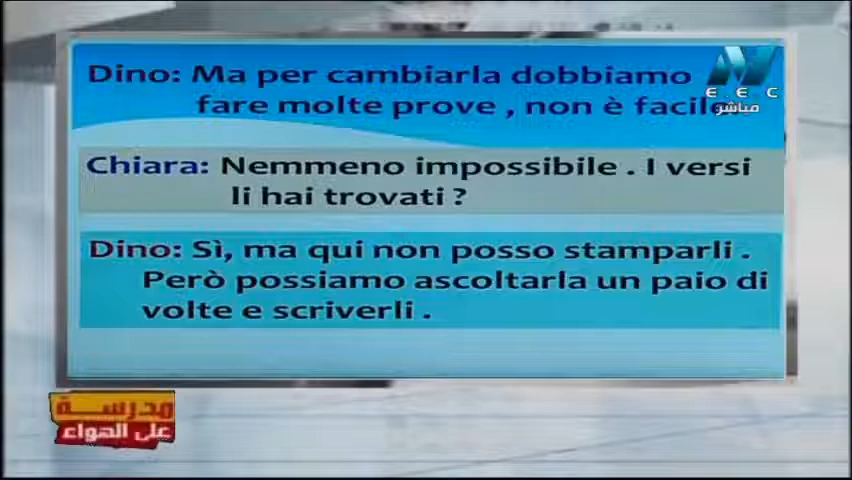 Dino: Ma per cambiarla dobbiamo
fare molte prove , non è facile
E.E.C
مباشر
Chiara: Nemmeno impossibile . I versi
li hai trovati ?
Dino: Sì, ma qui non posso stamparli .
Però possiamo ascoltarla un paio di
volte e scriverli .
مدرسة
على الهواء